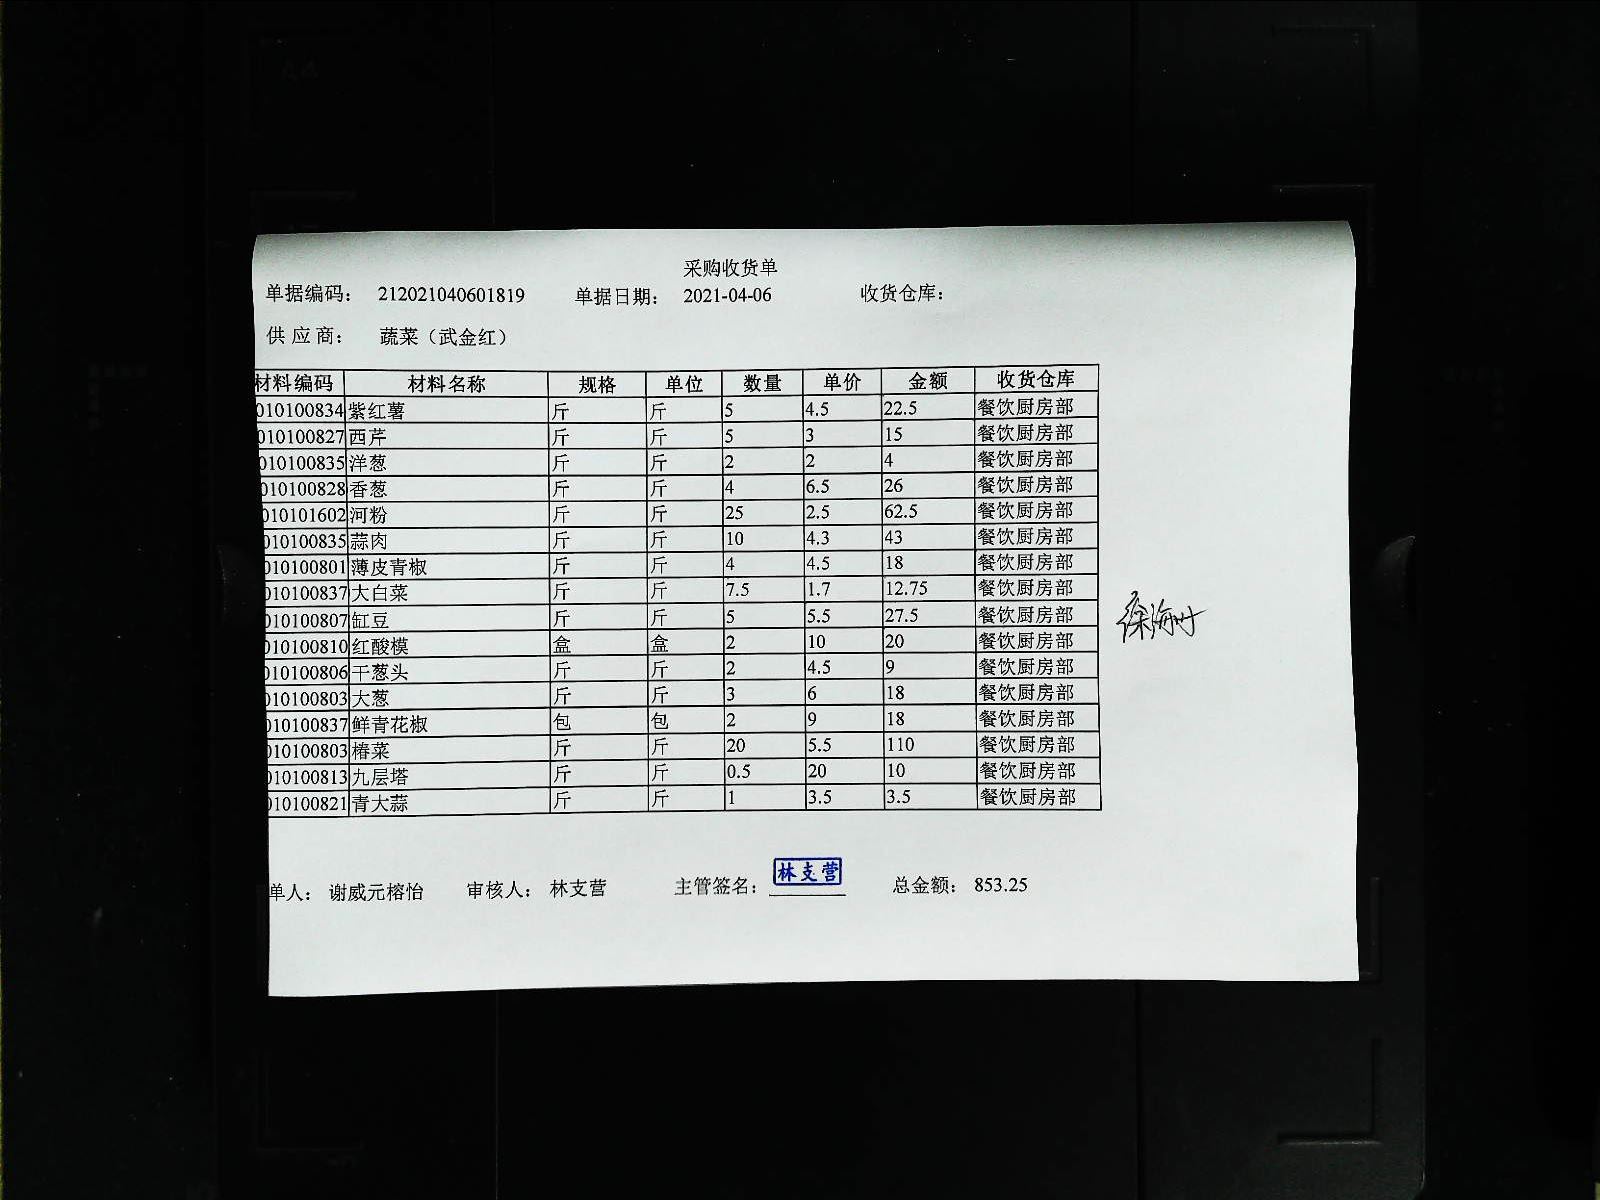 采购收货单
单据编码： 212021040601819 单据日期： 2021-04-06 收货仓库：
供应商： 蔬菜（武金红）
材料编码 材料名称 规格 单位 数量 单价 金额 收货仓库
010100834 紫红薯 斤 斤 5 4.5 22.5 餐饮厨房部
010100827 西芹 斤 斤 5 3 15 餐饮厨房部
010100835 洋葱 斤 斤 2 2 4 餐饮厨房部
010100828 香葱 斤 斤 4 6.5 26 餐饮厨房部
010101602 河粉 斤 斤 25 2.5 62.5 餐饮厨房部
010100835 蒜肉 斤 斤 10 4.3 43 餐饮厨房部
010100801 薄皮青椒 斤 斤 4 4.5 18 餐饮厨房部
010100837 大白菜 斤 斤 7.5 1.7 12.75 餐饮厨房部
010100807 缸豆 斤 斤 5 5.5 27.5 餐饮厨房部
010100810 红酸模 盒 盒 2 10 20 餐饮厨房部
010100806 干葱头 斤 斤 2 4.5 9 餐饮厨房部
010100803 大葱 斤 斤 3 6 18 餐饮厨房部
010100837 鲜青花椒 包 包 2 9 18 餐饮厨房部
010100803 椿菜 斤 斤 20 5.5 110 餐饮厨房部
010100813 九层塔 斤 斤 0.5 20 10 餐饮厨房部
010100821 青大蒜 斤 斤 1 3.5 3.5 餐饮厨房部
单人： 谢威元榕怡 审核人： 林支营 主管签名： 林支营 总金额： 853.25